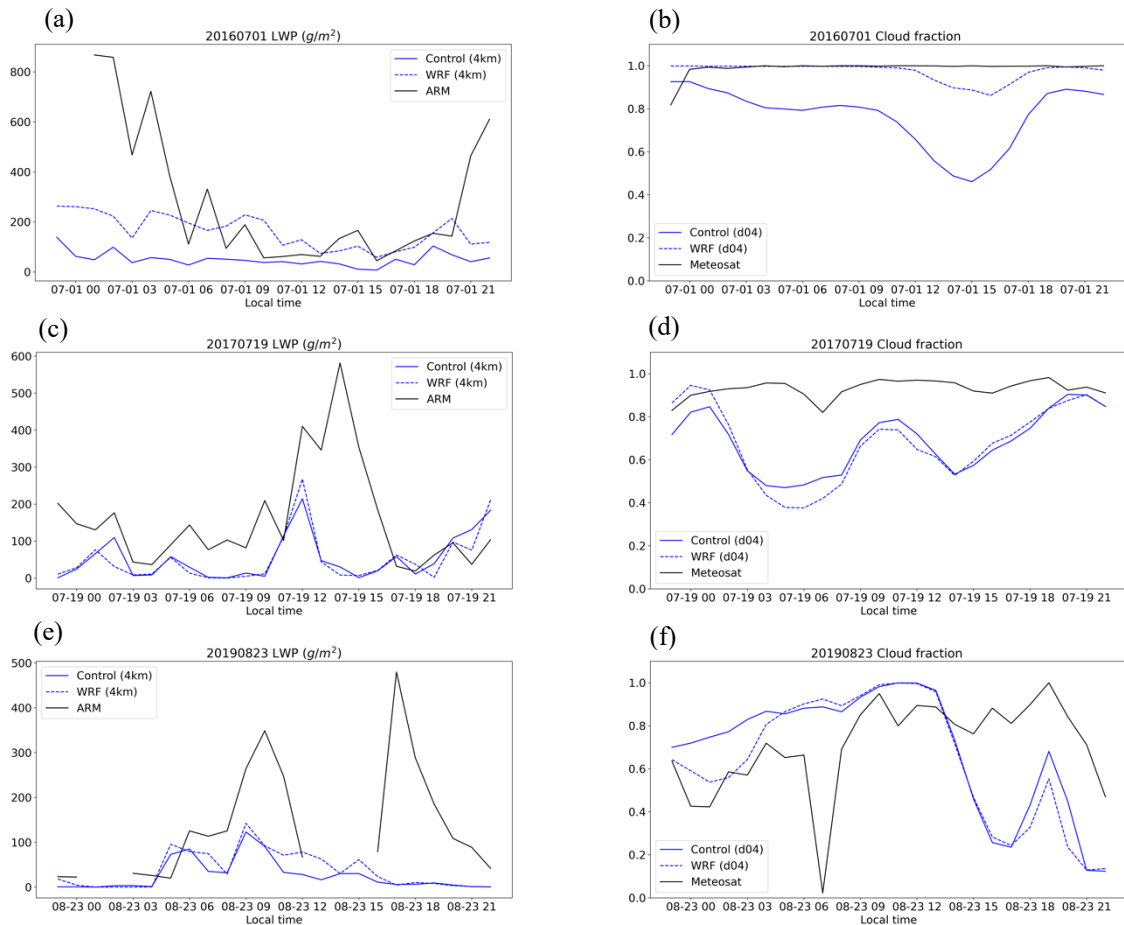 (a)
20160701 LWP (g/m²)
Control (4km)
WRF (4km)
ARM
800
600
400
200
0
07-01 00 07-01 03 07-01 06 07-01 09 07-01 12 07-01 15 07-01 18 07-01 21
Local time
(b)
20160701 Cloud fraction
1.0
0.8
0.6
0.4
0.2
0.0
Control (d04)
WRF (d04)
Meteosat
07-01 00 07-01 03 07-01 06 07-01 09 07-01 12 07-01 15 07-01 18 07-01 21
Local time
(c)
20170719 LWP (g/m²)
Control (4km)
WRF (4km)
ARM
600
500
400
300
200
100
0
07-19 00 07-19 03 07-19 06 07-19 09 07-19 12 07-19 15 07-19 18 07-19 21
Local time
(d)
20170719 Cloud fraction
1.0
0.8
0.6
0.4
0.2
0.0
Control (d04)
WRF (d04)
Meteosat
07-19 00 07-19 03 07-19 06 07-19 09 07-19 12 07-19 15 07-19 18 07-19 21
Local time
(e)
20190823 LWP (g/m²)
Control (4km)
WRF (4km)
ARM
500
400
300
200
100
0
08-23 00 08-23 03 08-23 06 08-23 09 08-23 12 08-23 15 08-23 18 08-23 21
Local time
(f)
20190823 Cloud fraction
1.0
0.8
0.6
0.4
0.2
0.0
Control (d04)
WRF (d04)
Meteosat
08-23 00 08-23 03 08-23 06 08-23 09 08-23 12 08-23 15 08-23 18 08-23 21
Local time